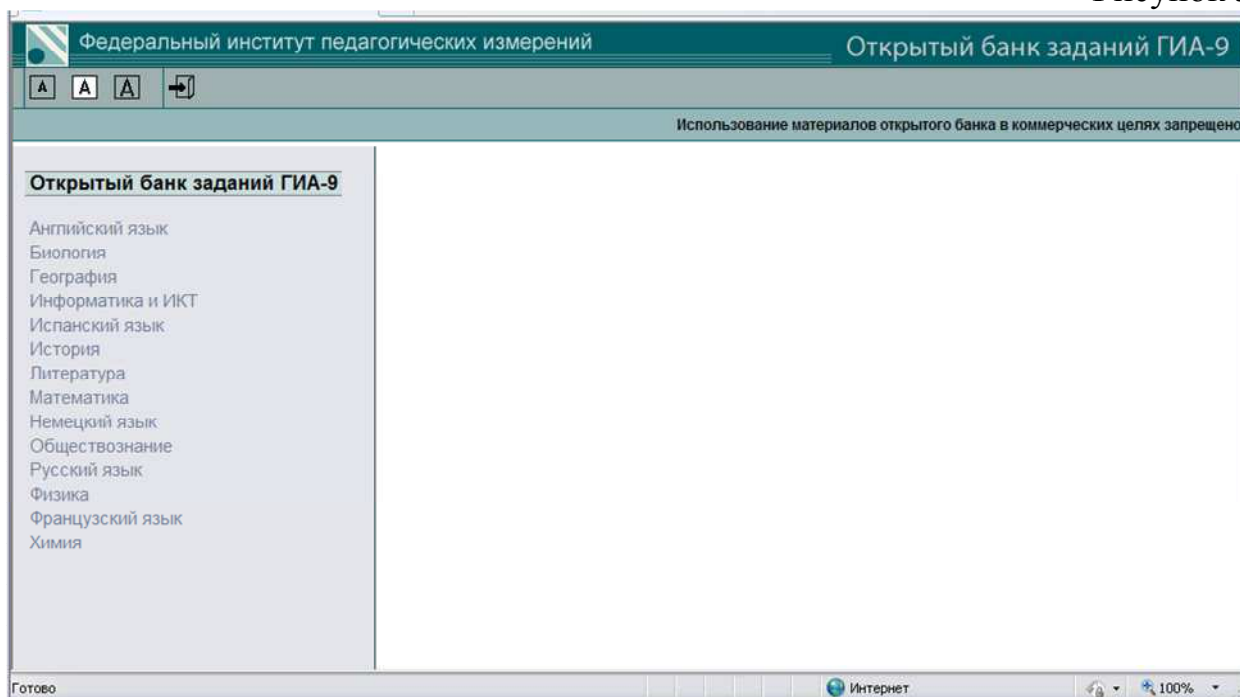 Федеральный институт педагогических измерений
Открытый банк заданий ГИА-9
А А А
Использование материалов открытого банка в коммерческих целях запрещено
Открытый банк заданий ГИА-9
Английский язык
Биология
География
Информатика и ИКТ
Испанский язык
История
Литература
Математика
Немецкий язык
Обществознание
Русский язык
Физика
Французский язык
Химия
Готово
Интернет
100%